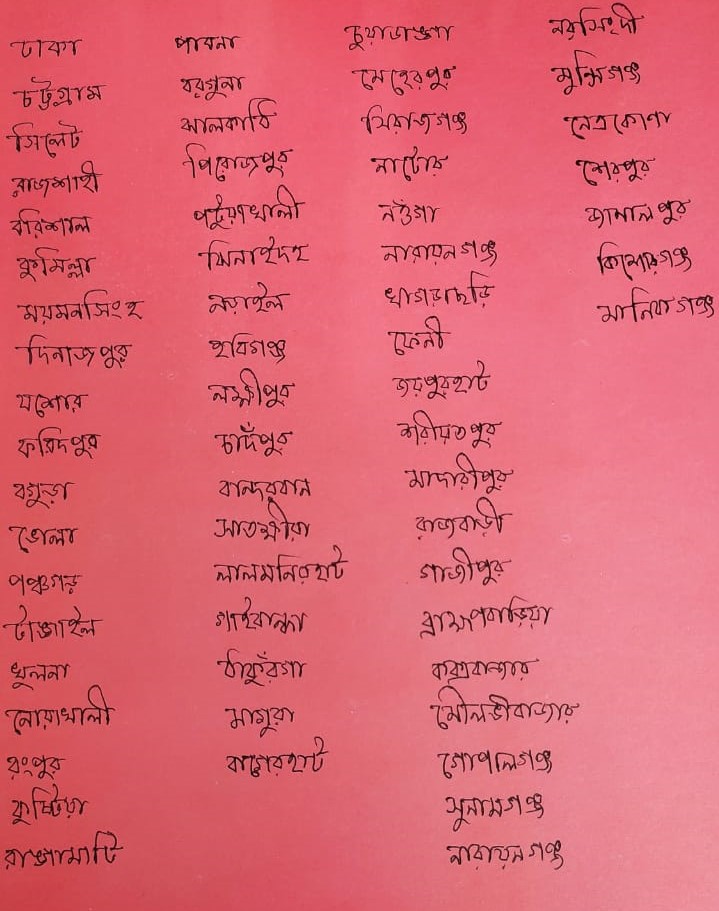 ঢাকা
চট্টগ্রাম
সিলেট
রাজশাহী
বরিশাল
কুমিল্লা
ময়মনসিংহ
দিনাজপুর
যশোর
ফরিদপুর
বগুড়া
ভোলা
পঞ্চগড়
টাঙ্গাইল
খুলনা
নোয়াখালী
রংপুর
কুষ্টিয়া
রাঙ্গামাটি
পাবনা
বরগুনা
ঝালকাঠি
পিরোজপুর
পটুয়াখালী
ঝিনাইদহ
নড়াইল
হবিগঞ্জ
লক্ষীপুর
চাঁদপুর
বান্দরবান
সাতক্ষীরা
লালমনিরহাট
গাইবান্ধা
ঠাকুঁরগা
মাগুরা
বাগেরহাট
চুয়াডাঙ্গা
মেহেরপুর
সিরাজগঞ্জ
নাটোর
নওঁগা
নারায়নগঞ্জ
খাগড়াছড়ি
ফেনী
জয়পুরহাট
শরীয়তপুর
মাদারীপুর
রাজবাড়ী
গাজীপুর
ব্রাহ্মণবাড়িয়া
কক্সবাজার
মৌলভীবাজার
গোপালগঞ্জ
সুনামগঞ্জ
নারায়নগঞ্জ
নরসিংদী
মুন্সিগঞ্জ
নেত্রকোণা
শেরপুর
জামালপুর
কিশোরগঞ্জ
মানিকগঞ্জ